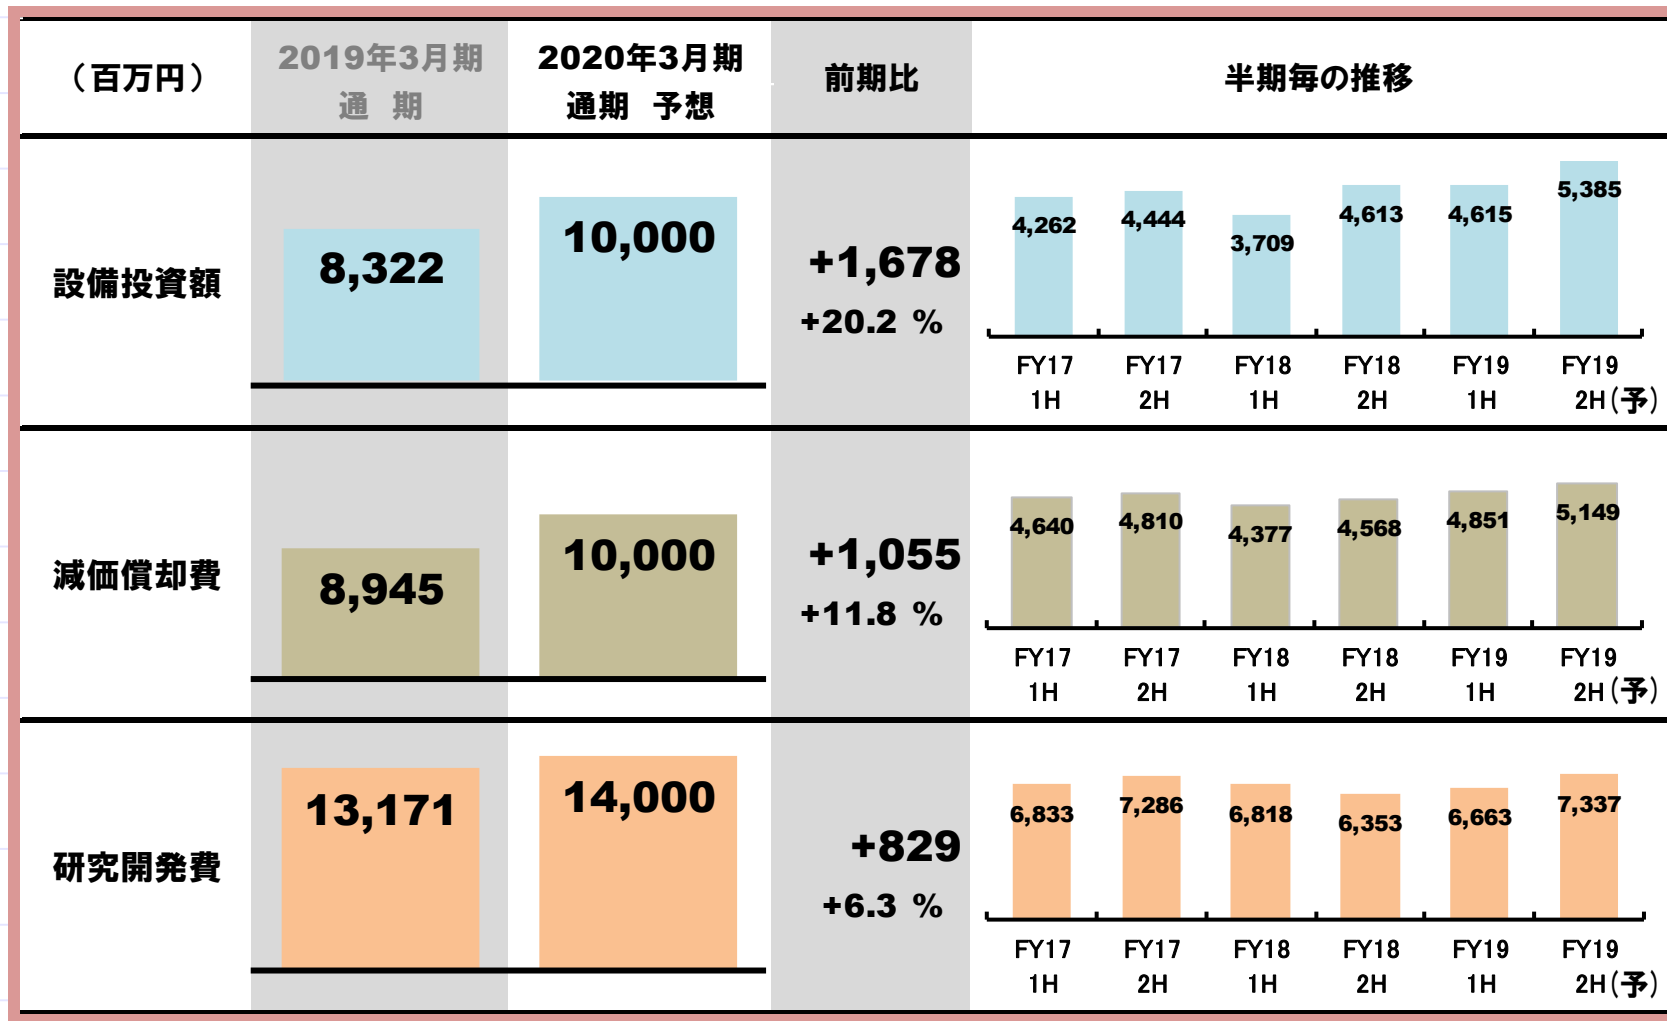 （百万円）
2019年3月期
通　期
2020年3月期
通期　予想
前期比
半期毎の推移
設備投資額
8,322
10,000
+1,678
+20.2 %
4,262
4,444
3,709
4,613
4,615
5,385
FY17 FY17 FY18 FY18 FY19 FY19
1H 2H 1H 2H 1H 2H（予）
減価償却費
8,945
10,000
+1,055
+11.8 %
4,640
4,810
4,377
4,568
4,851
5,149
FY17 FY17 FY18 FY18 FY19 FY19
1H 2H 1H 2H 1H 2H（予）
研究開発費
13,171
14,000
+829
+6.3 %
6,833
7,286
6,818
6,353
6,663
7,337
FY17 FY17 FY18 FY18 FY19 FY19
1H 2H 1H 2H 1H 2H（予）